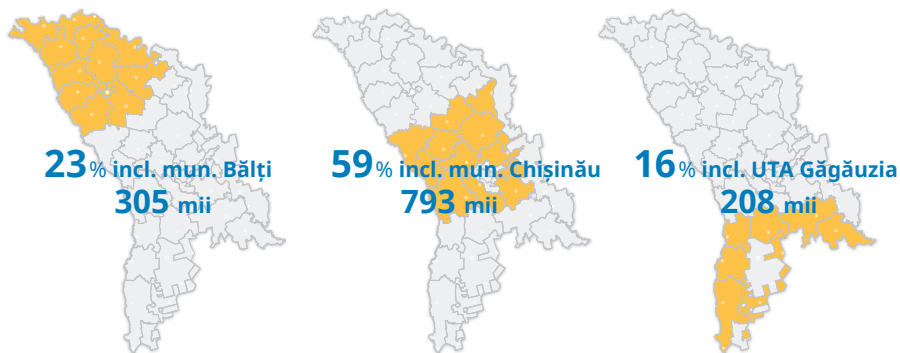 23% incl. mun. Bălți
305 mii
59% incl. mun. Chișinău
793 mii
16% incl. UTA Găgăuzia
208 mii